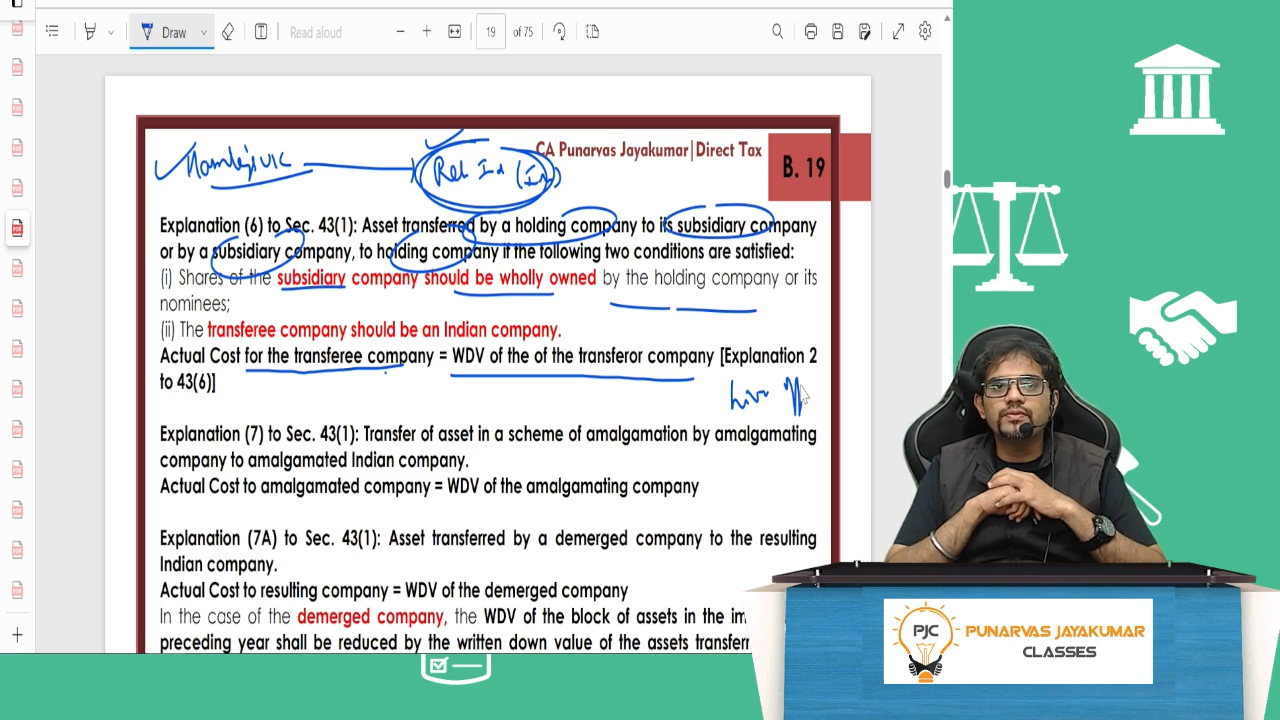 Draw
Read aloud
19 of 75
CA Punarvas Jayakumar|Direct Tax
B. 19
Explanation (6) to Sec. 43(1): Asset transferred by a holding company to its subsidiary company
or by a subsidiary company, to holding company if the following two conditions are satisfied:
(i) Shares of the subsidiary company should be wholly owned by the holding company or its
nominees;
(ii) The transferee company should be an Indian company.
Actual Cost for the transferee company = WDV of the of the transferor company [Explanation 2
to 43(6)]
Explanation (7) to Sec. 43(1): Transfer of asset in a scheme of amalgamation by amalgamating
company to amalgamated Indian company.
Actual Cost to amalgamated company = WDV of the amalgamating company
Explanation (7A) to Sec. 43(1): Asset transferred by a demerged company to the resulting
Indian company.
Actual Cost to resulting company = WDV of the demerged company
In the case of the demerged company, the WDV of the block of assets in the
preceding year shall be reduced by the written down value of the assets
PJC
PUNARVAS JAYAKUMAR
CLASSES